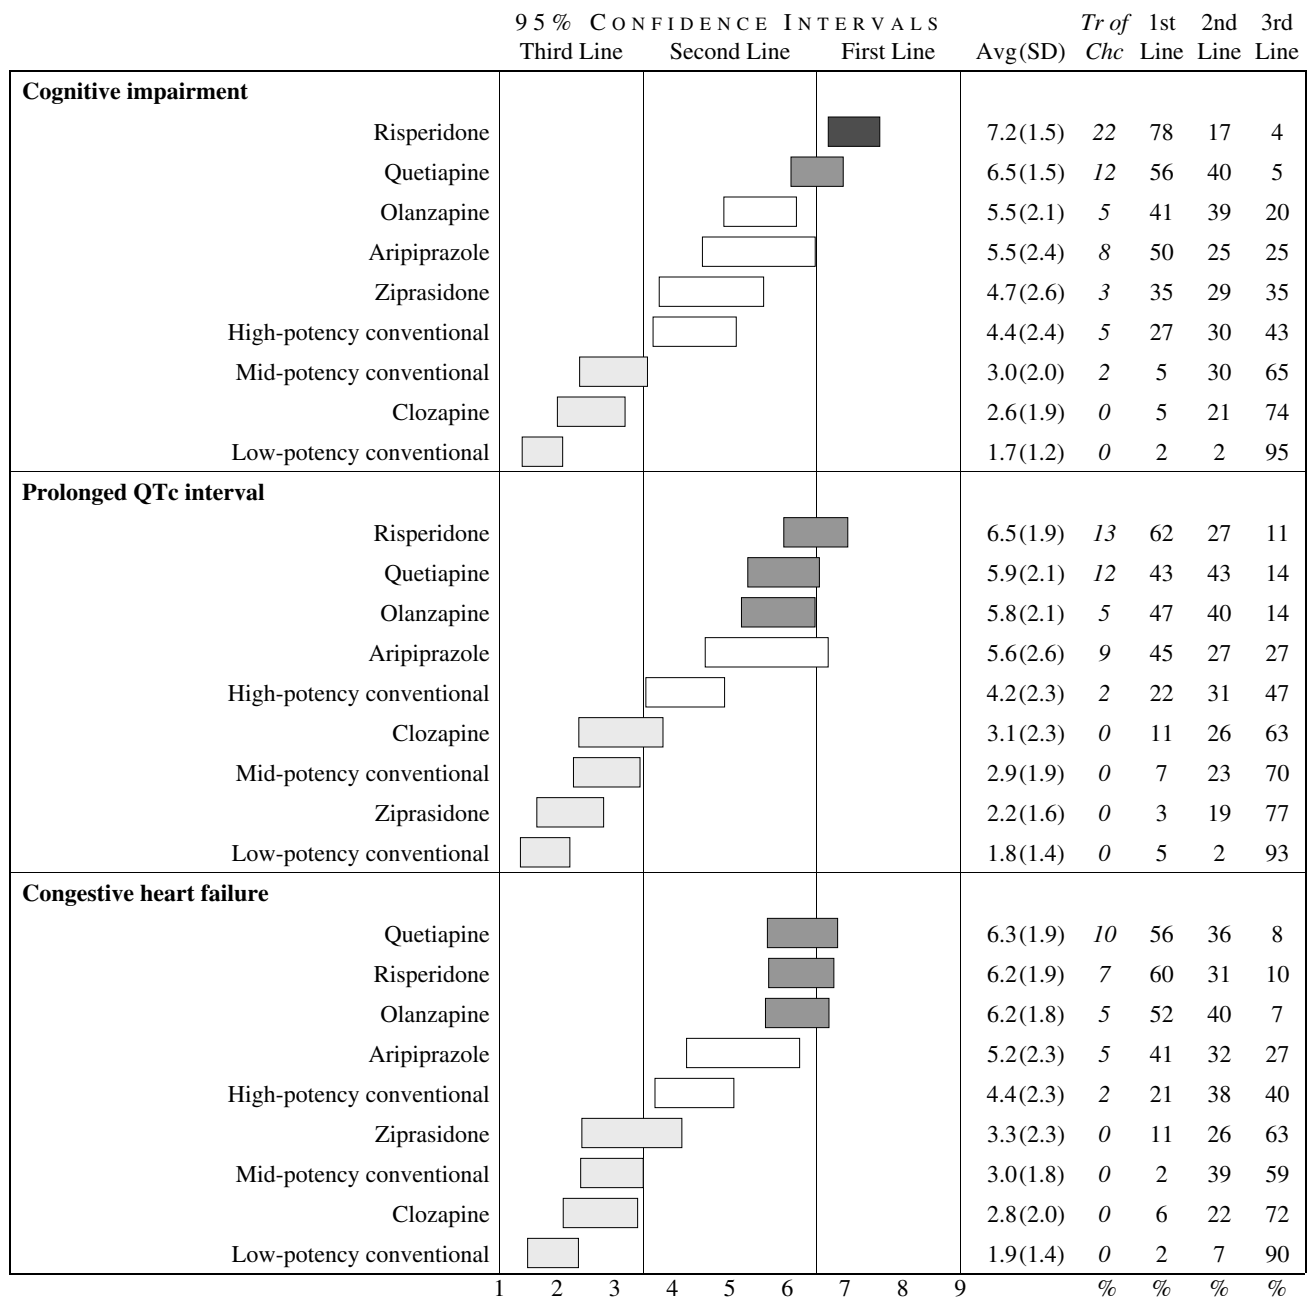 95% CONFIDENCE INTERVALS Tr of 1st 2nd 3rd
Third Line Second Line First Line Avg(SD) Chc Line Line Line
Cognitive impairment
Risperidone 7.2(1.5) 22 78 17 4
Quetiapine 6.5(1.5) 12 56 40 5
Olanzapine 5.5(2.1) 5 41 39 20
Aripiprazole 5.5(2.4) 8 50 25 25
Ziprasidone 4.7(2.6) 3 35 29 35
High-potency conventional 4.4(2.4) 5 27 30 43
Mid-potency conventional 3.0(2.0) 2 5 30 65
Clozapine 2.6(1.9) 0 5 21 74
Low-potency conventional 1.7(1.2) 0 2 2 95
Prolonged QTc interval
Risperidone 6.5(1.9) 13 62 27 11
Quetiapine 5.9(2.1) 12 43 43 14
Olanzapine 5.8(2.1) 5 47 40 14
Aripiprazole 5.6(2.6) 9 45 27 27
High-potency conventional 4.2(2.3) 2 22 31 47
Clozapine 3.1(2.3) 0 11 26 63
Mid-potency conventional 2.9(1.9) 0 7 23 70
Ziprasidone 2.2(1.6) 0 3 19 77
Low-potency conventional 1.8(1.4) 0 5 2 93
Congestive heart failure
Quetiapine 6.3(1.9) 10 56 36 8
Risperidone 6.2(1.9) 7 60 31 10
Olanzapine 6.2(1.8) 5 52 40 7
Aripiprazole 5.2(2.3) 5 41 32 27
High-potency conventional 4.4(2.3) 2 21 38 40
Ziprasidone 3.3(2.3) 0 11 26 63
Mid-potency conventional 3.0(1.8) 0 2 39 59
Clozapine 2.8(2.0) 0 6 22 72
Low-potency conventional 1.9(1.4) 0 2 7 90
1 2 3 4 5 6 7 8 9 % % % %